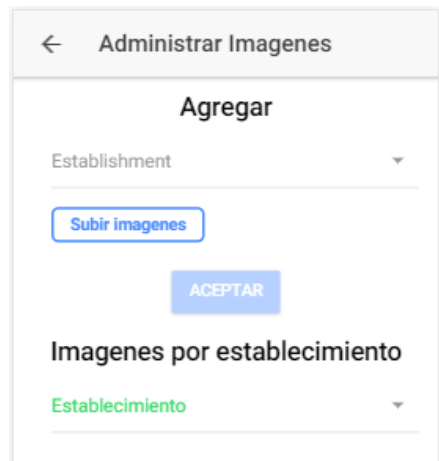 Administrar Imagenes
Agregar
Establishment
Subir imagenes
ACEPTAR
Imagenes por establecimiento
Establecimiento